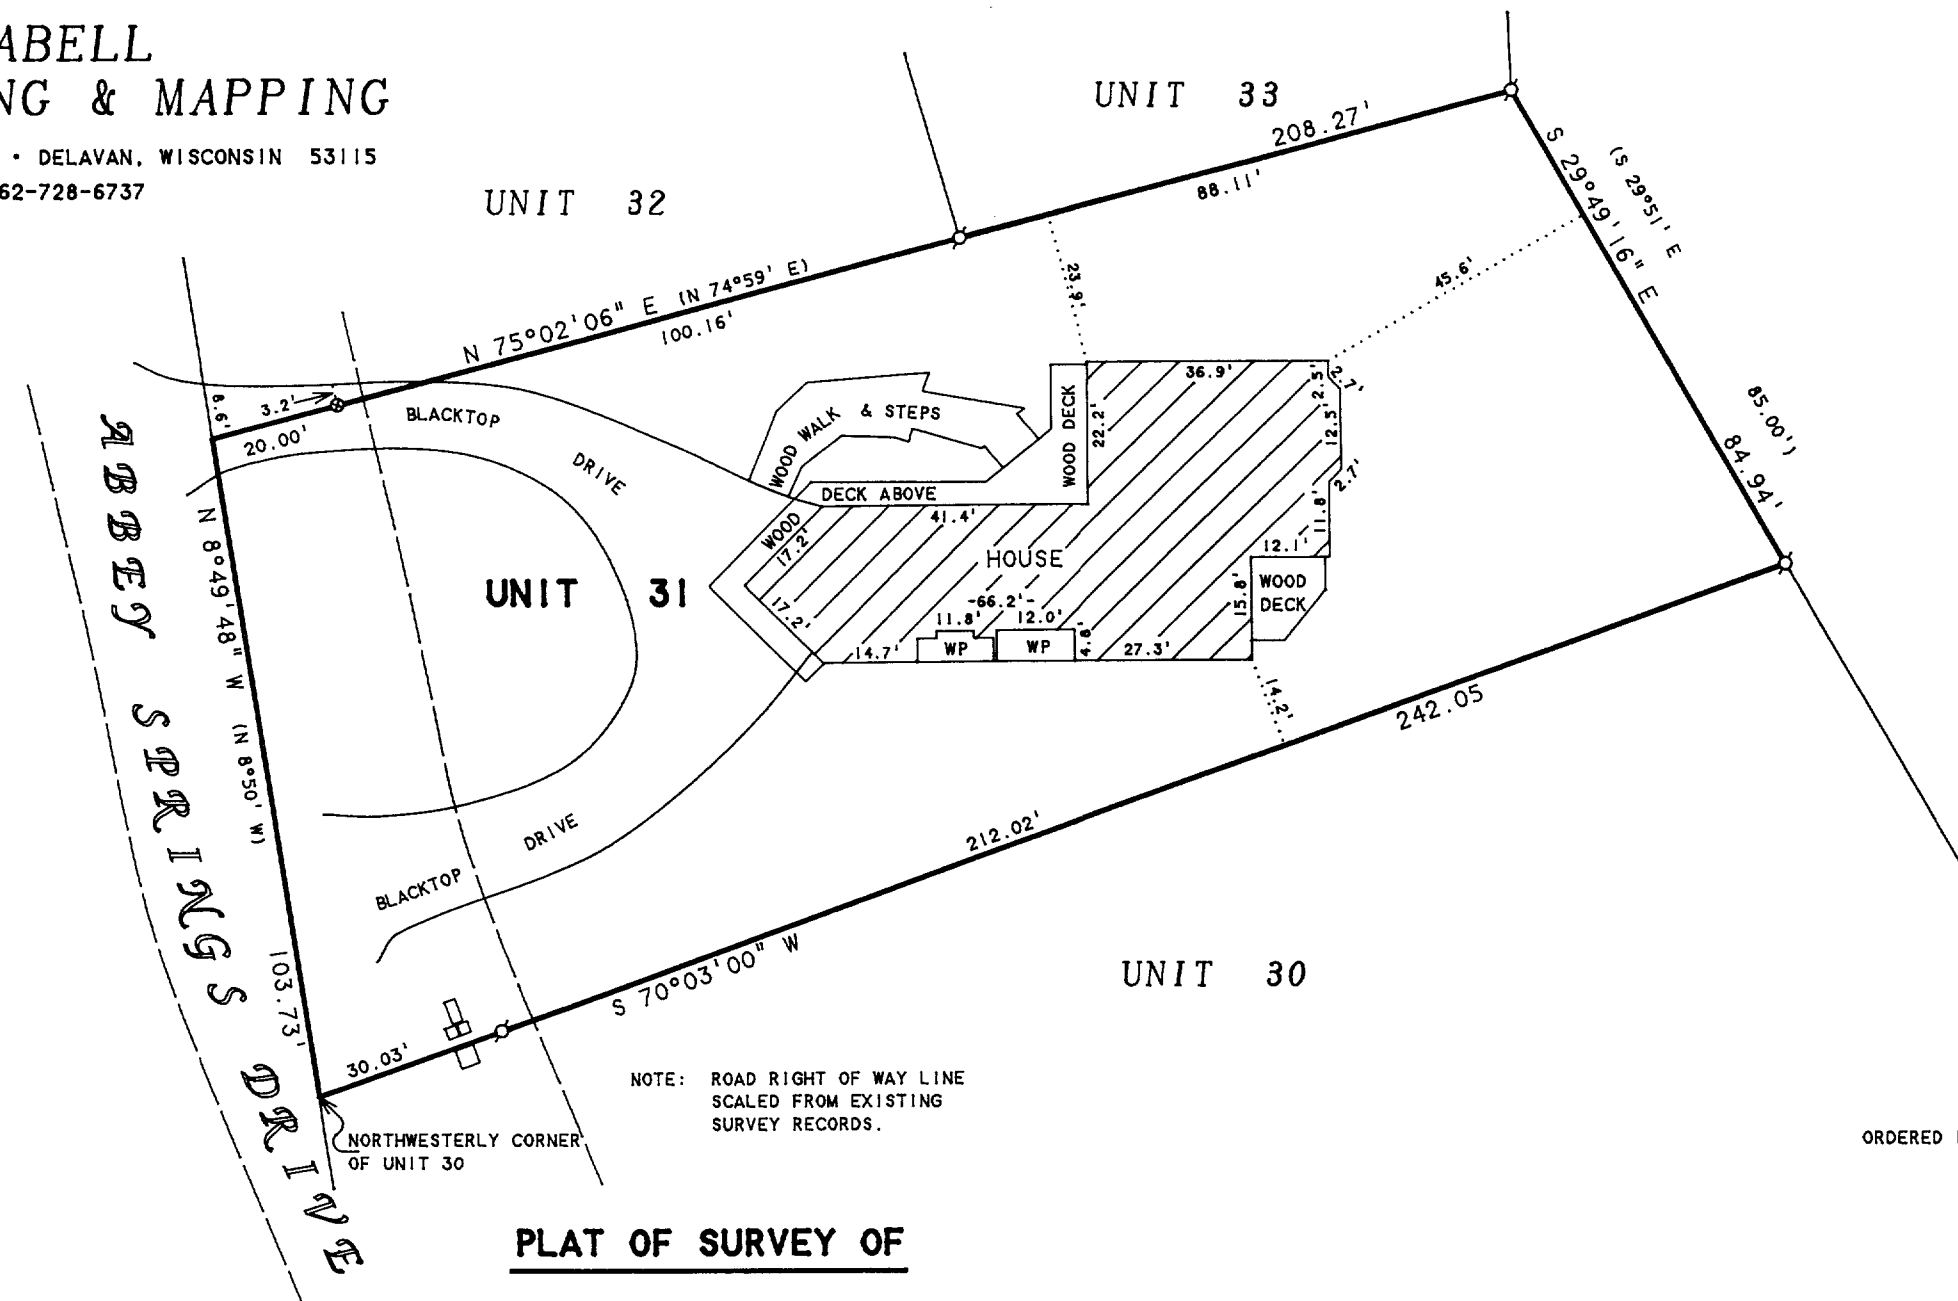 ABELL
NG & MAPPING
• DELAVAN, WISCONSIN 53115
62-728-6737
UNIT 32
UNIT 33
208.27'
88.11'
S 29°49'16" E
(S 29°51' E
85.00')
84.94'
N 75°02'06" E (N 74°59' E)
100.16'
23.9'
45.6'
8.6'
3.2'
20.00'
BLACKTOP
DRIVE
WOOD WALK & STEPS
WOOD DECK
22.2'
36.9'
2.5'
2.7'
12.5'
2.7'
11.8'
12.1'
DECK ABOVE
WOOD
17.2'
41.4'
HOUSE
UNIT 31
17.2'
-66.2'-
11.8'
12.0'
WP
WP
4.8'
14.7'
27.3'
15.8'
WOOD
DECK
14.2'
242.05
212.02'
S 70°03'00" W
30.03'
N 8°49'48" W (N 8°50' W)
103.73'
ABBEY SPRINGS DRIVE
DRIVE
BLACKTOP
UNIT 30
NOTE: ROAD RIGHT OF WAY LINE
SCALED FROM EXISTING
SURVEY RECORDS.
NORTHWESTERLY CORNER
OF UNIT 30
ORDERED
PLAT OF SURVEY OF